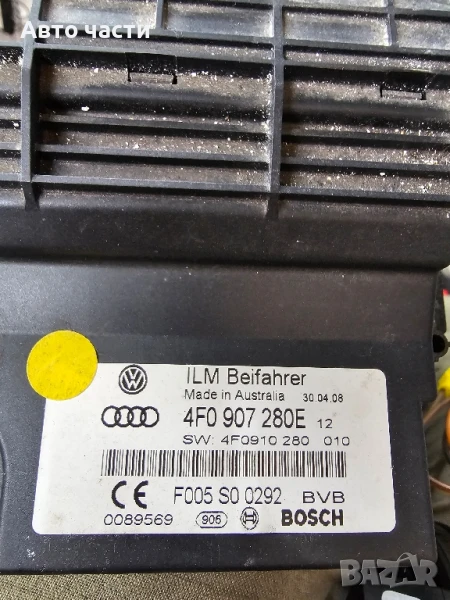 Авто части
ILM Beifahrer
Made in Australia 30.04.08
4F0 907 280E 12
SW: 4F0910 280 010
F005 S0 0292 BVB
0089569 906 BOSCH
BAZAR